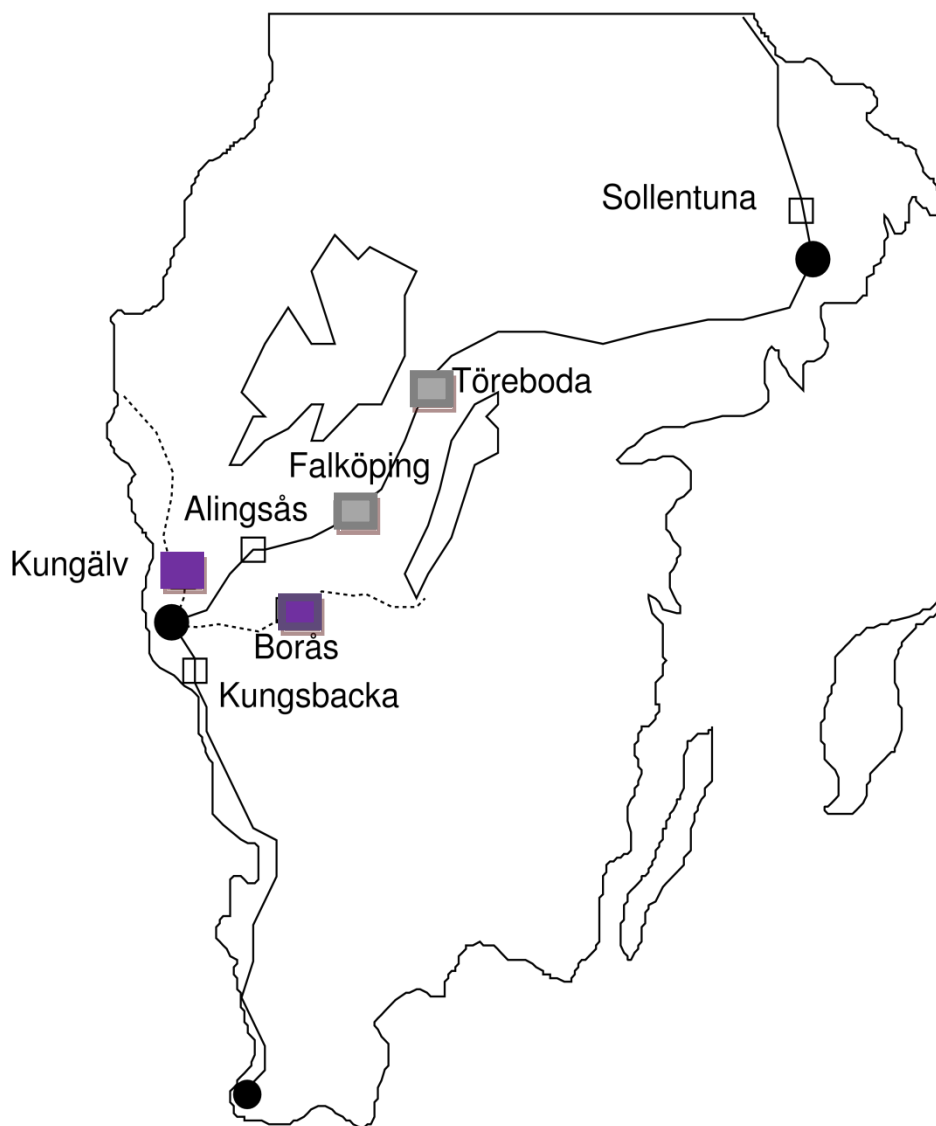 Sollentuna
Töreboda
Falköping
Alingsås
Kungälv
Borås
Kungsbacka